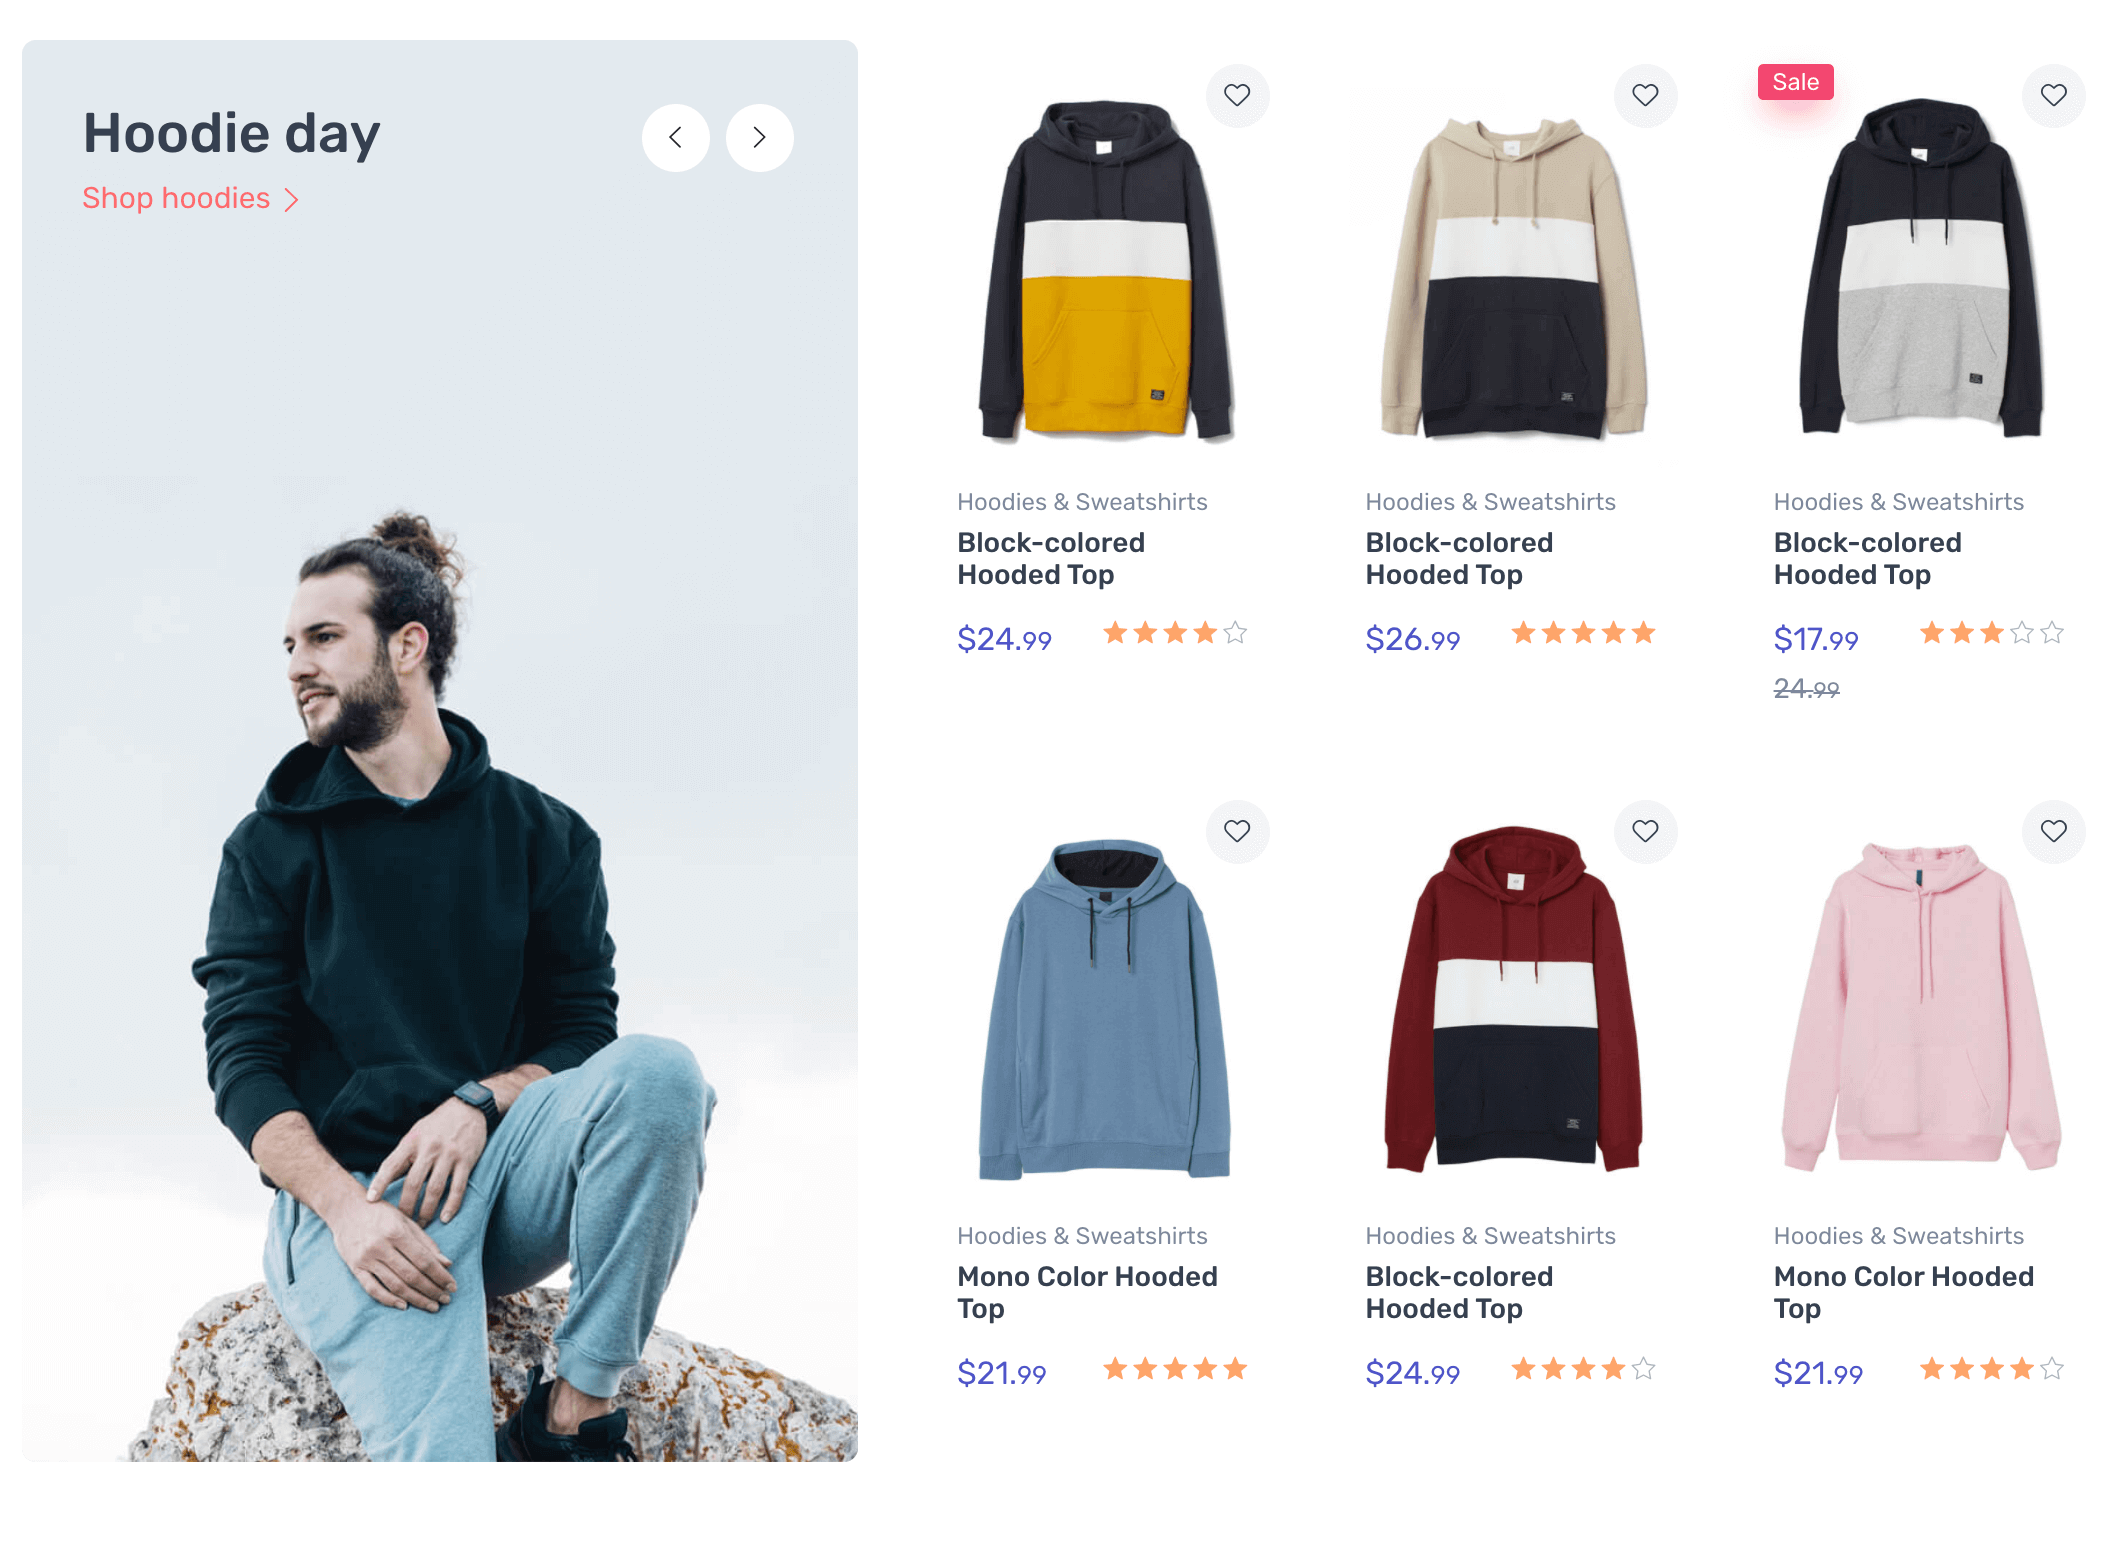 Hoodie day
Shop hoodies
Sale
Hoodies & Sweatshirts
Block-colored
Hooded Top
$24.99
Hoodies & Sweatshirts
Block-colored
Hooded Top
$26.99
Hoodies & Sweatshirts
Block-colored
Hooded Top
$17.99
24.99
Hoodies & Sweatshirts
Mono Color Hooded
Top
$21.99
Hoodies & Sweatshirts
Block-colored
Hooded Top
$24.99
Hoodies & Sweatshirts
Mono Color Hooded
Top
$21.99